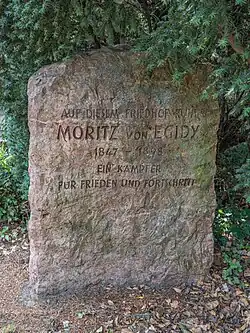 AUF DIESEM FRIEDHOF RUHT
MORITZ VON EGIDY
1847 – 1898
EIN KÄMPFER
FÜR FRIEDEN UND FORTSCHRITT